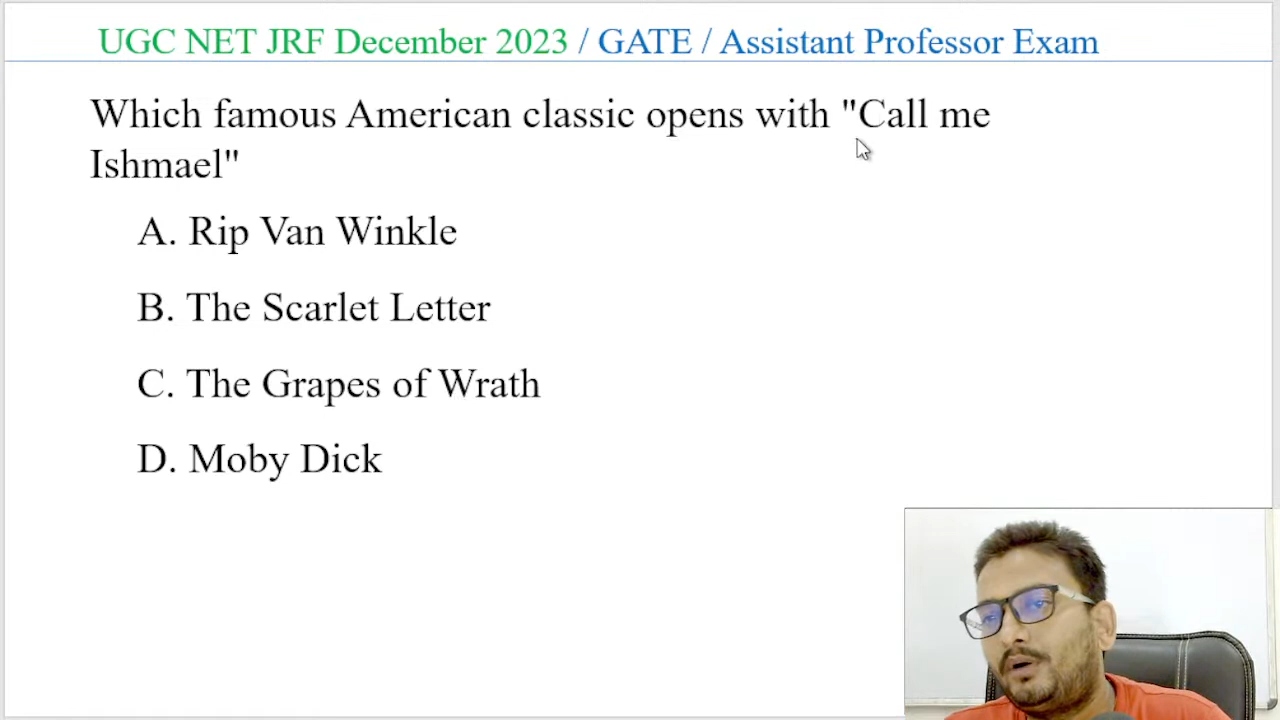 UGC NET JRF December 2023 / GATE / Assistant Professor Exam
Which famous American classic opens with "Call me
Ishmael"
A. Rip Van Winkle
B. The Scarlet Letter
C. The Grapes of Wrath
D. Moby Dick